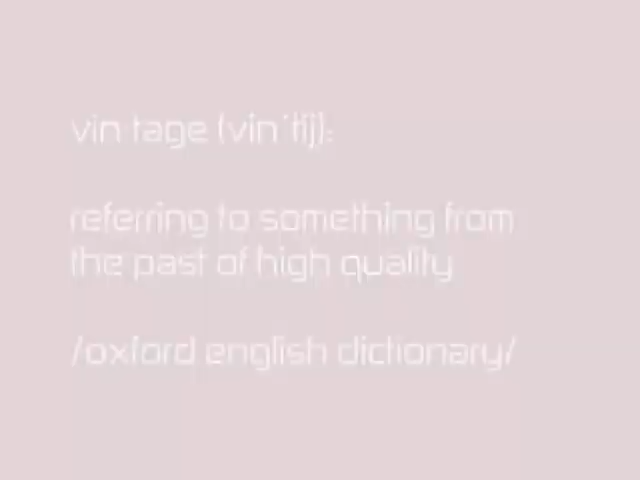 vin·tage (vin´tij):
referring to something from
the past of high quality
/oxford english dictionary/